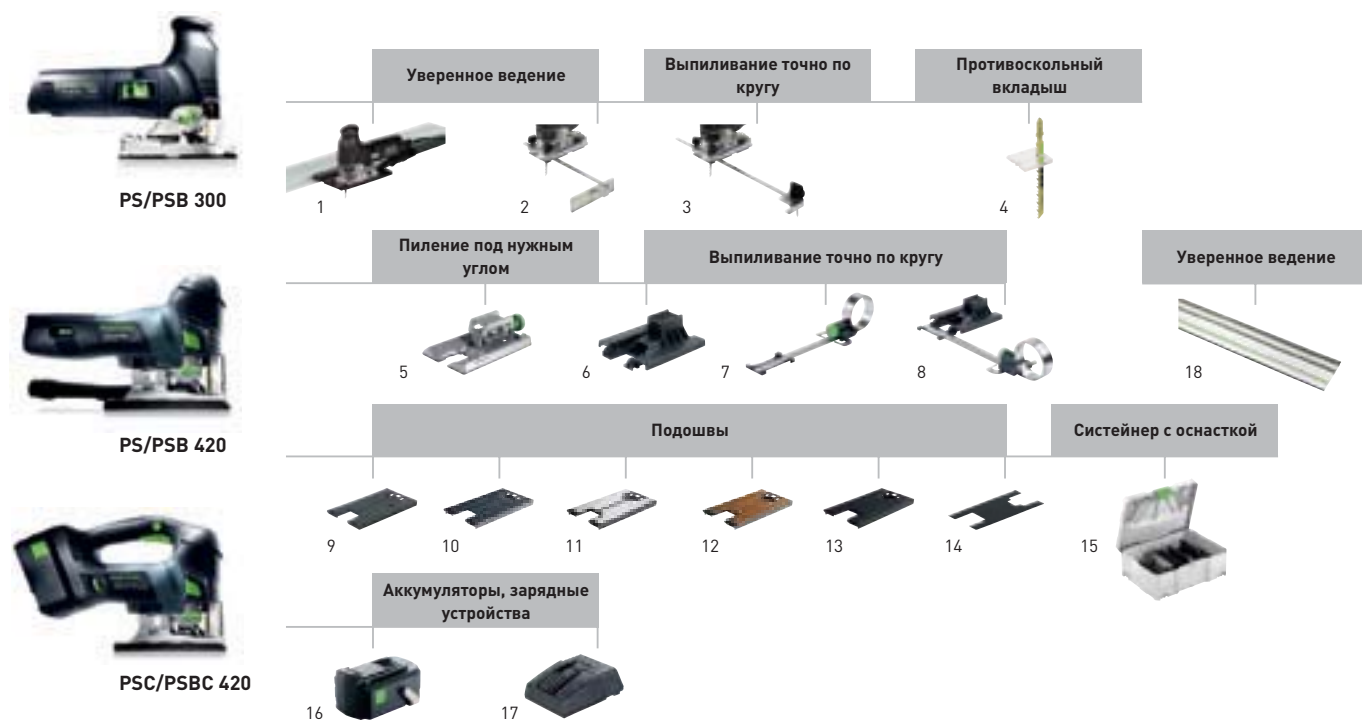 Уверенное ведение
Выпиливание точно по
кругу
Противоскольный
вкладыш
PS/PSB 300
1
2
3
4
Пиление под нужным
углом
Выпиливание точно по кругу
Уверенное ведение
5
6
7
8
18
PS/PSB 420
Подошвы
Систейнер с оснасткой
9
10
11
12
13
14
15
Аккумуляторы, зарядные
устройства
PSC/PSBC 420
16
17